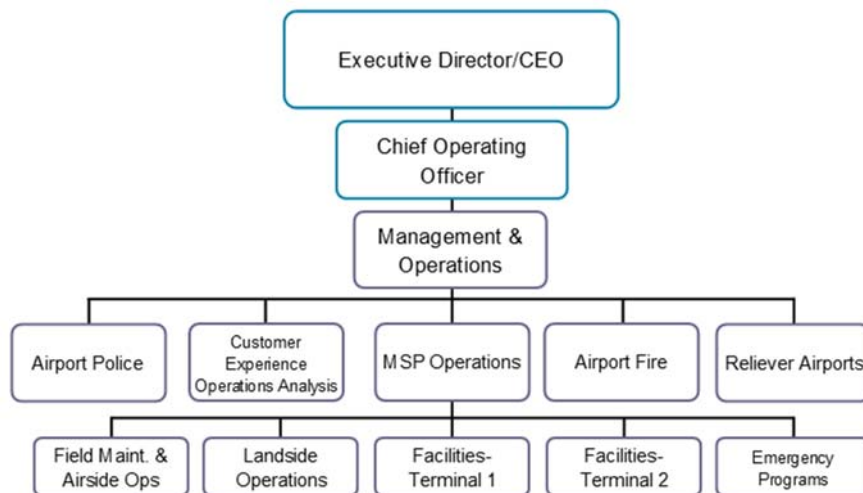 Executive Director/CEO
Chief Operating
Officer
Management &
Operations
Airport Police
Customer
Experience
Operations Analysis
MSP Operations
Airport Fire
Reliever Airports
Field Maint. &
Airside Ops
Landside
Operations
Facilities-
Terminal 1
Facilities-
Terminal 2
Emergency
Programs